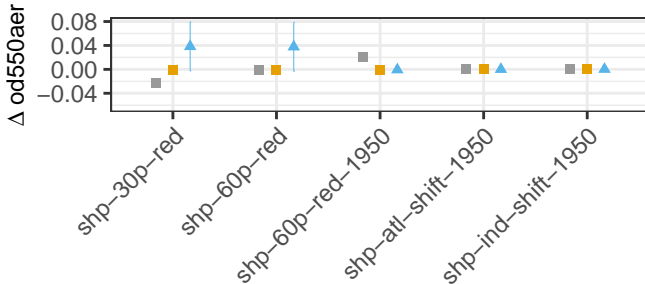 Δ od550aer
0.08
0.04
0.00
−0.04
shp−30p−red
shp−60p−red
shp−60p−red−1950
shp−atl−shift−1950
shp−ind−shift−1950